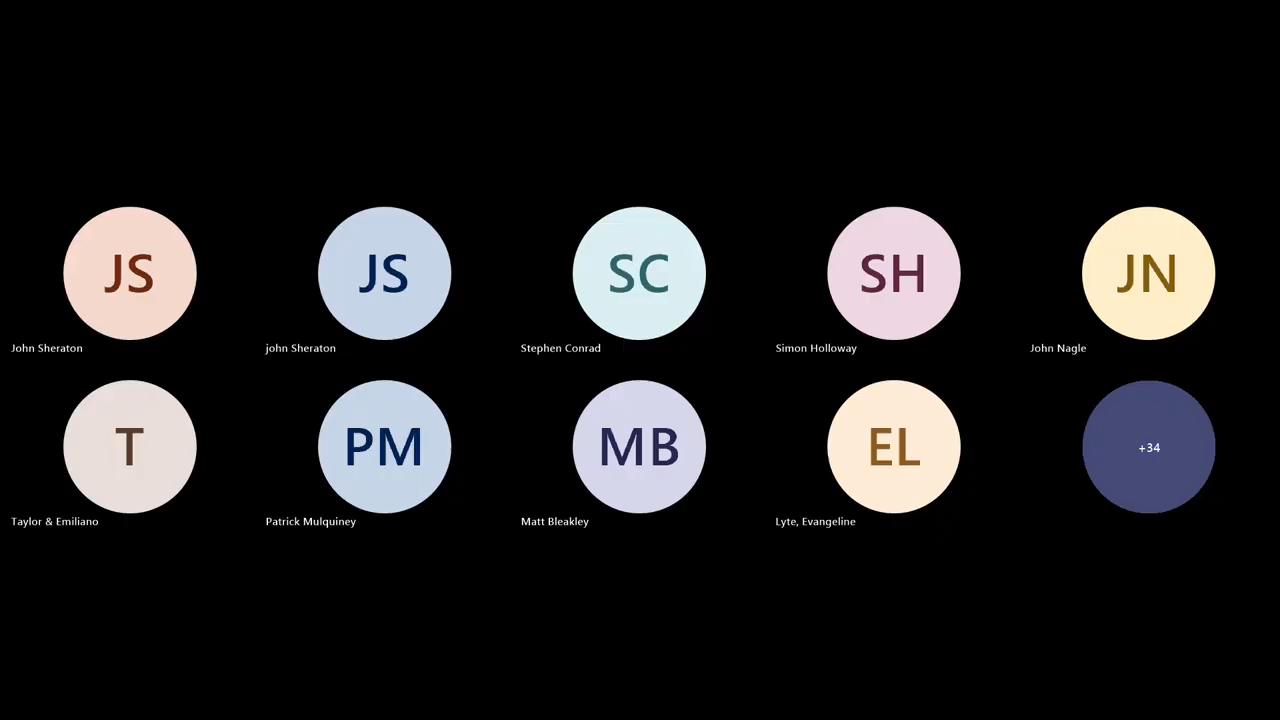 JS
JS
SC
SH
JN
John Sheraton
john Sheraton
Stephen Conrad
Simon Holloway
John Nagle
T
PM
MB
EL
+34
Taylor & Emiliano
Patrick Mulquiney
Matt Bleakley
Lyte, Evangeline